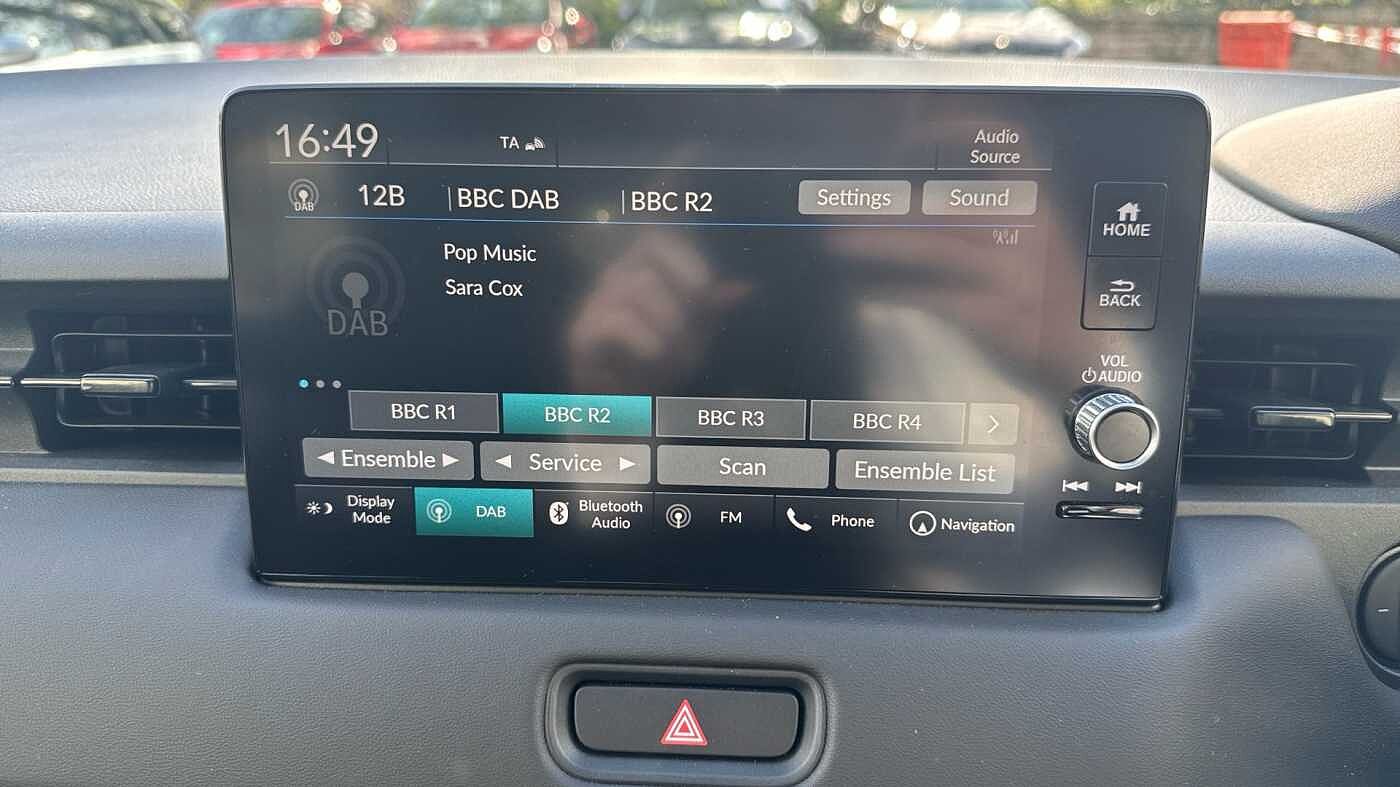 16:49
TA
Audio
Source
DAB
12B
BBC DAB
BBC R2
Settings
Sound
HOME
Pop Music
Sara Cox
DAB
BACK
VOL
AUDIO
BBC R1
BBC R2
BBC R3
BBC R4
Ensemble
Service
Scan
Ensemble List
Display
Mode
DAB
Bluetooth
Audio
FM
Phone
Navigation